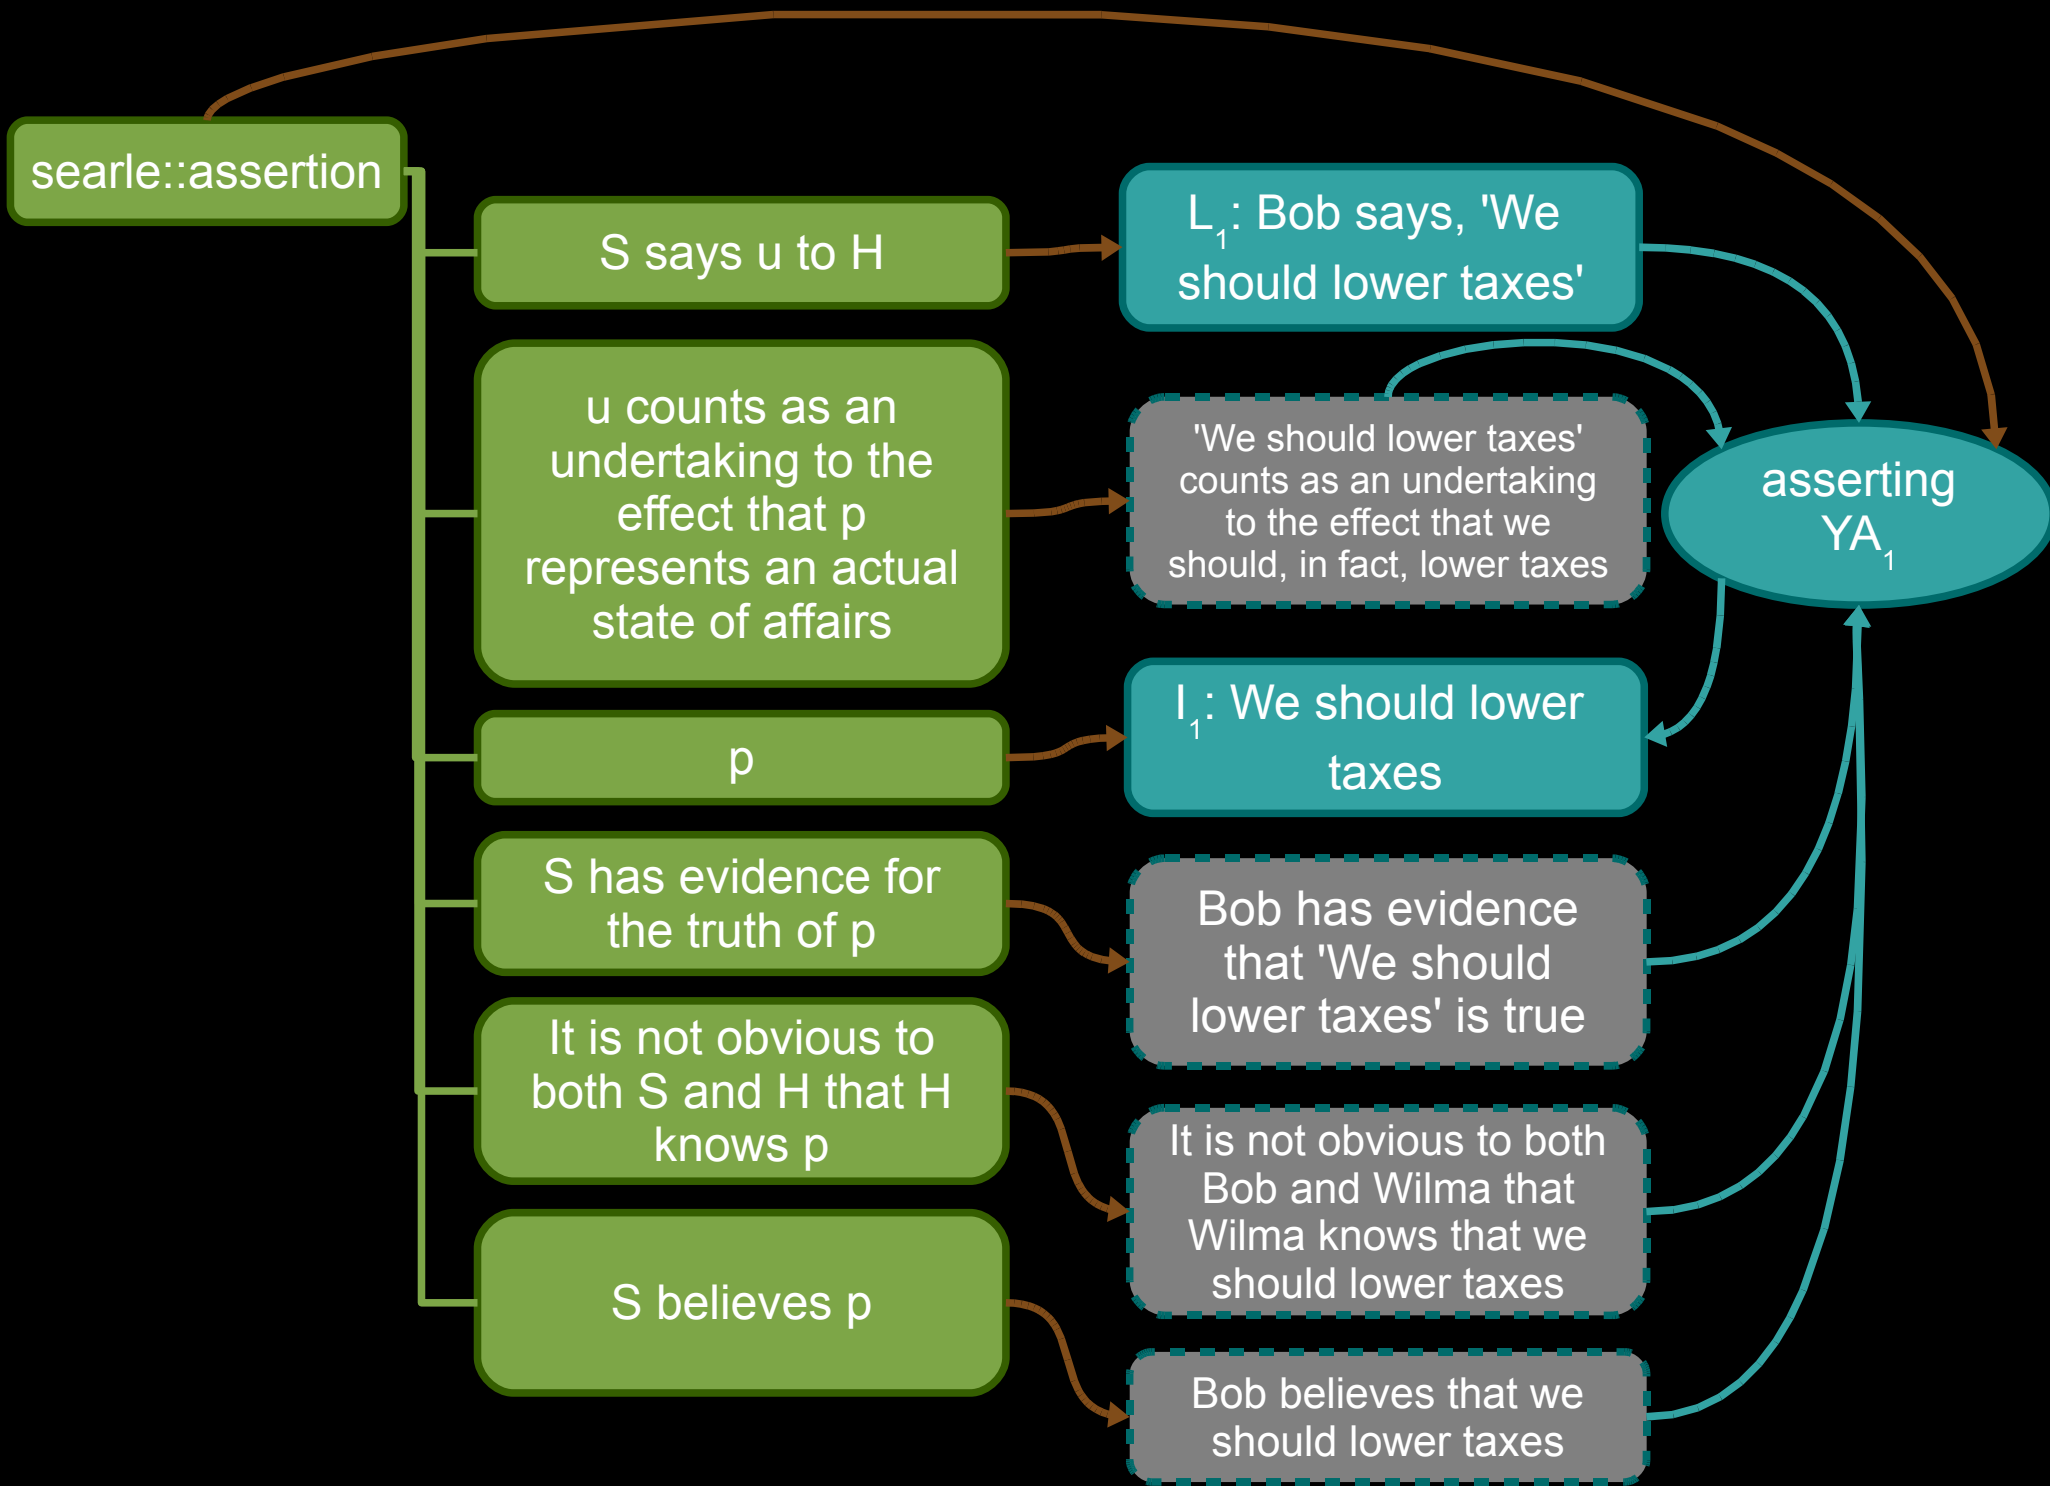 searle::assertion
S says u to H
u counts as an
undertaking to the
effect that p
represents an actual
state of affairs
p
S has evidence for
the truth of p
It is not obvious to
both S and H that H
knows p
S believes p
L1: Bob says, 'We
should lower taxes'
'We should lower taxes'
counts as an undertaking
to the effect that we
should, in fact, lower taxes
I1: We should lower
taxes
Bob has evidence
that 'We should
lower taxes' is true
It is not obvious to both
Bob and Wilma that
Wilma knows that we
should lower taxes
Bob believes that we
should lower taxes
asserting
YA1